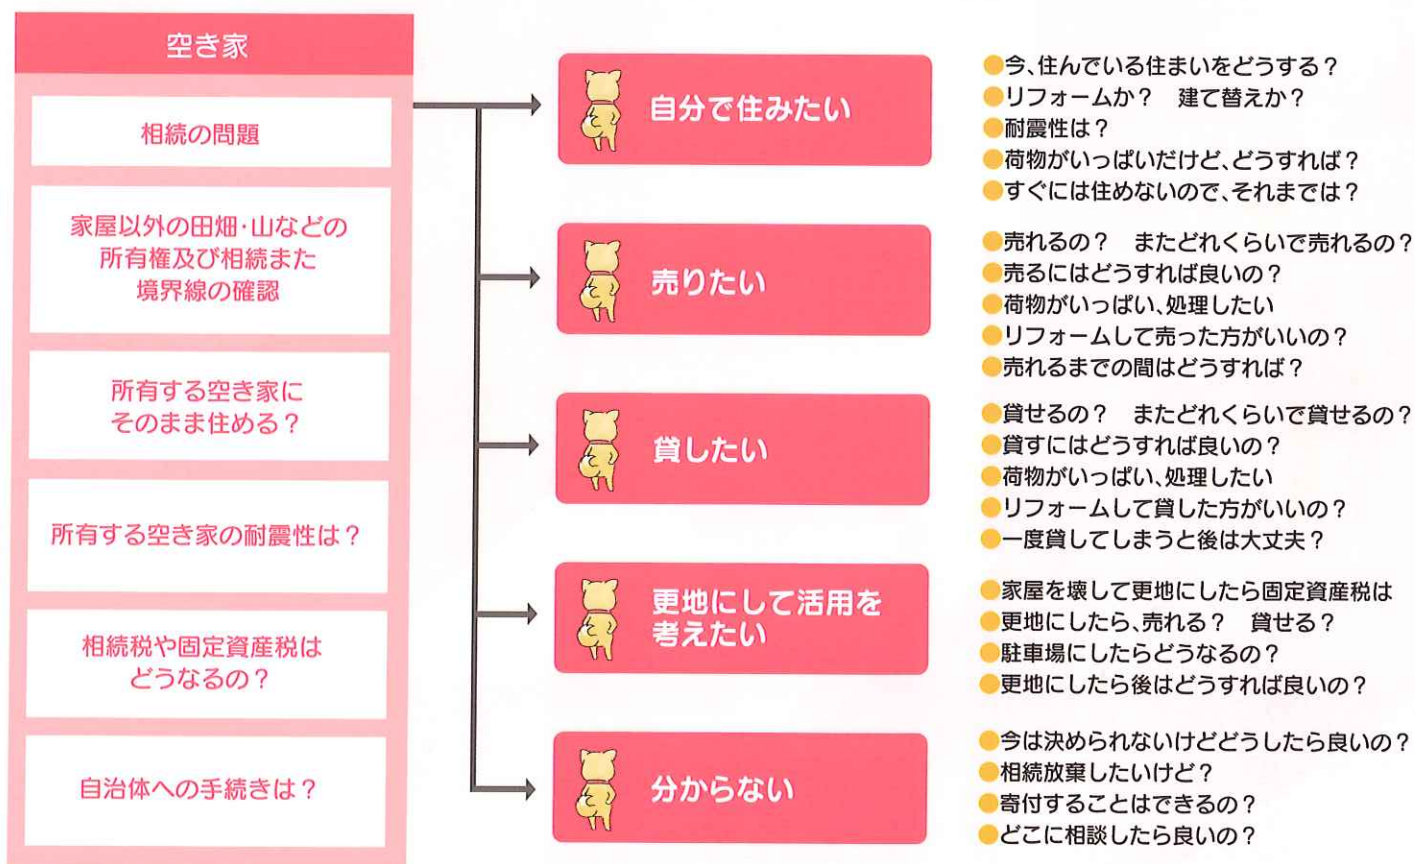 空き家
相続の問題
家屋以外の田畑・山などの
所有権及び相続また
境界線の確認
所有する空き家に
そのまま住める？
所有する空き家の耐震性は？
相続税や固定資産税は
どうなるの？
自治体への手続きは？
自分で住みたい
●今、住んでいる住まいをどうする？
●リフォームか？　建て替えか？
●耐震性は？
●荷物がいっぱいだけど、どうすれば？
●すぐには住めないので、それまでは？
売りたい
●売れるの？　またどれくらいで売れるの？
●売るにはどうすれば良いの？
●荷物がいっぱい、処理したい
●リフォームして売った方がいいの？
●売れるまでの間はどうすれば？
貸したい
●貸せるの？　またどれくらいで貸せるの？
●貸すにはどうすれば良いの？
●荷物がいっぱい、処理したい
●リフォームして貸した方がいいの？
●一度貸してしまうと後は大丈夫？
更地にして活用を
考えたい
●家屋を壊して更地にしたら固定資産税は
●更地にしたら、売れる？　貸せる？
●駐車場にしたらどうなるの？
●更地にしたら後はどうすれば良いの？
分からない
●今は決められないけどどうしたら良いの？
●相続放棄したいけど？
●寄付することはできるの？
●どこに相談したら良いの？